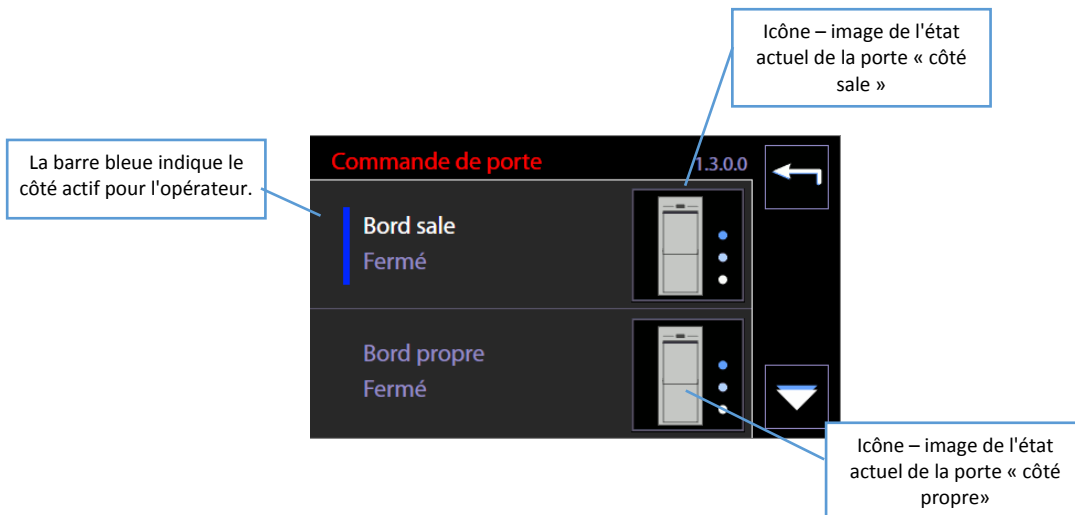 Icône – image de l'état
actuel de la porte « côté
sale »
La barre bleue indique le
côté actif pour l'opérateur.
Commande de porte
1.3.0.0
Bord sale
Fermé
Bord propre
Fermé
Icône – image de l'état
actuel de la porte « côté
propre»